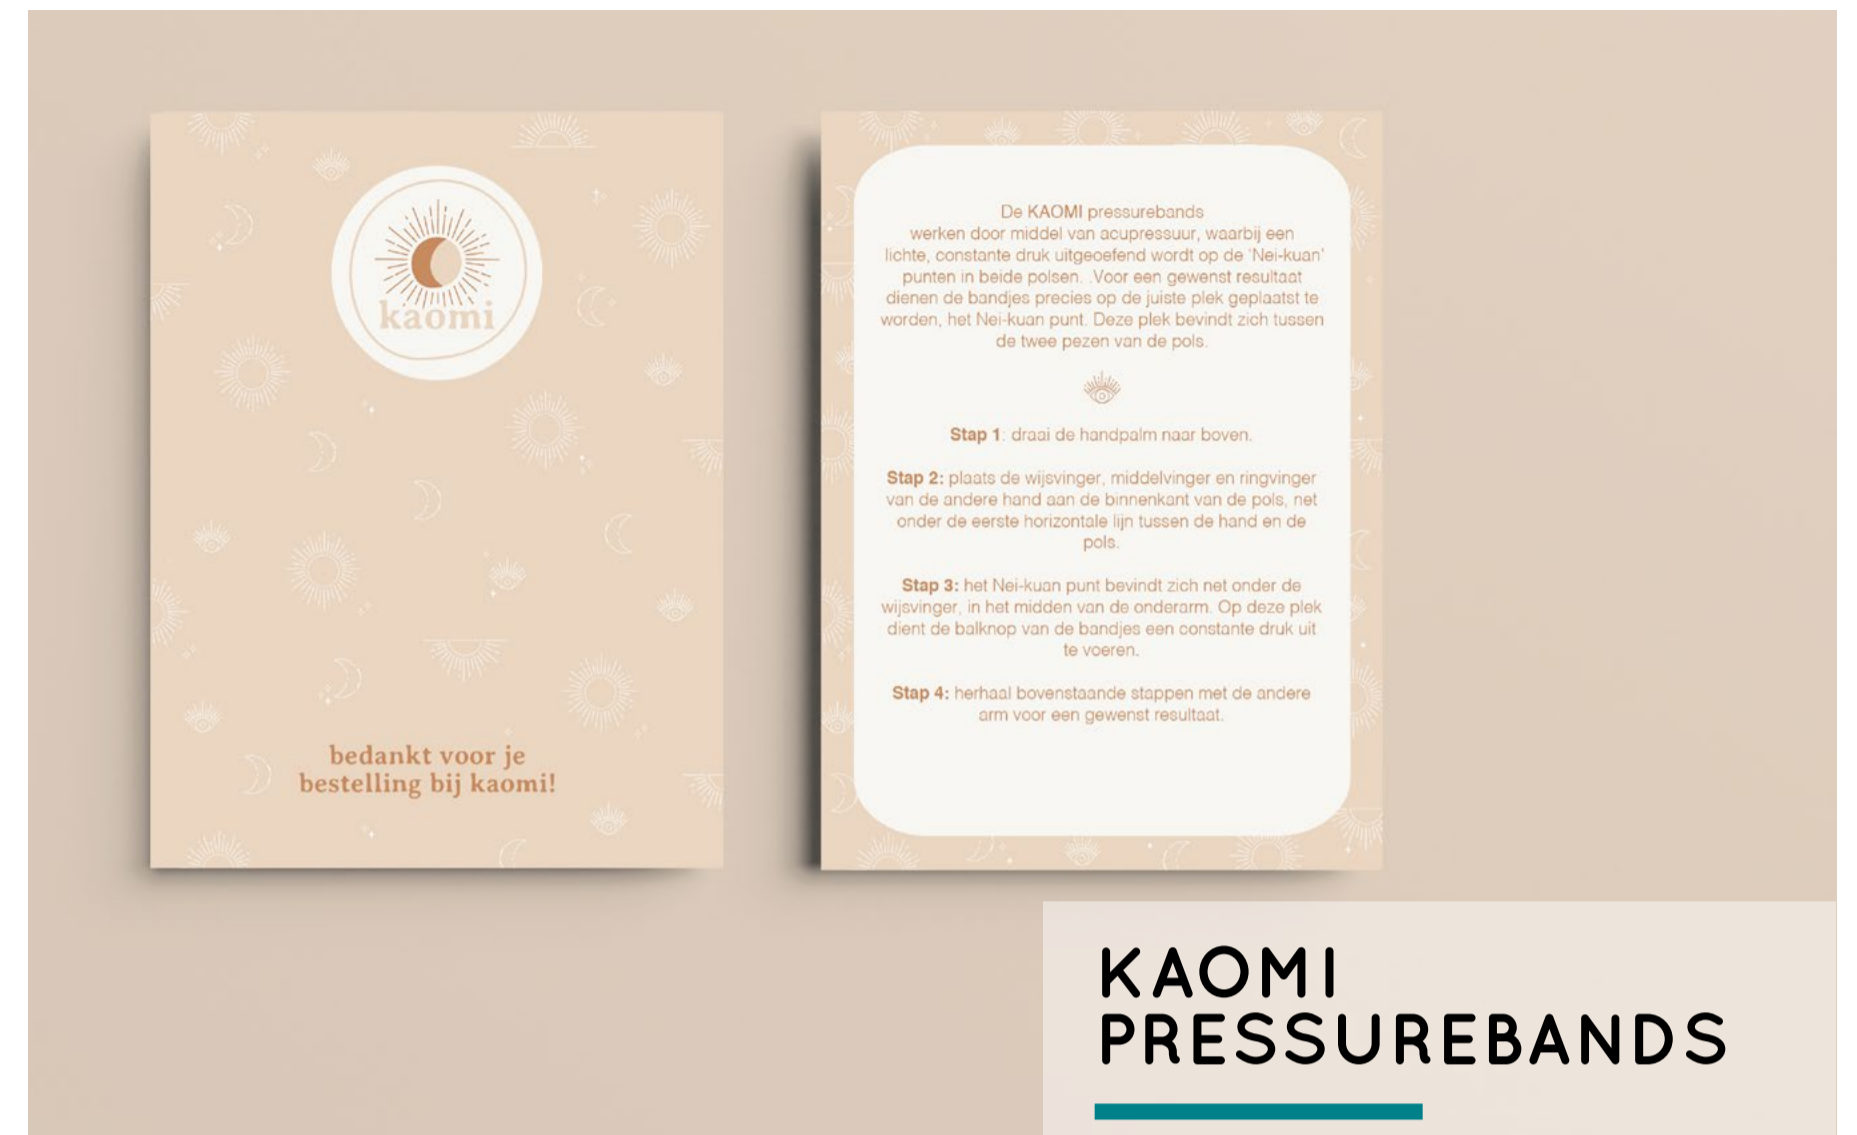 kaomi
bedankt voor je
bestelling bij kaomi!
De KAOMI pressurebands
werken door middel van acupressuur, waarbij een
lichte, constante druk uitgeoefend wordt op de 'Nei-kuan'
punten in beide polsen. .Voor een gewenst resultaat
dienen de bandjes precies op de juiste plek geplaatst te
worden, het Nei-kuan punt. Deze plek bevindt zich tussen
de twee pezen van de pols.
Stap 1: draai de handpalm naar boven.
Stap 2: plaats de wijsvinger, middelvinger en ringvinger
van de andere hand aan de binnenkant van de pols, net
onder de eerste horizontale lijn tussen de hand en de
pols.
Stap 3: het Nei-kuan punt bevindt zich net onder de
wijsvinger, in het midden van de onderarm. Op deze plek
dient de balknop van de bandjes een constante druk uit
te voeren.
Stap 4: herhaal bovenstaande stappen met de andere
arm voor een gewenst resultaat.
KAOMI
PRESSUREBANDS